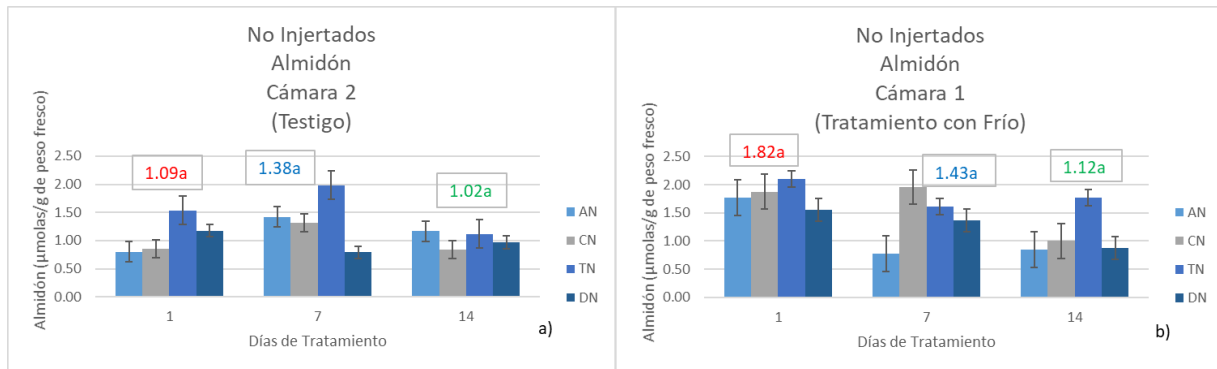 No Injertados
Almidón
Cámara 2
(Testigo)
Almidón (µmolas/g de peso fresco)
2.50
2.00
1.50
1.00
0.50
0.00
1.09a
1.38a
1.02a
1
7
14
Días de Tratamiento
AN
CN
TN
DN
a)
No Injertados
Almidón
Cámara 1
(Tratamiento con Frío)
Almidón (µmolas/g de peso fresco)
2.50
2.00
1.50
1.00
0.50
0.00
1.82a
1.43a
1.12a
1
7
14
Días de Tratamiento
AN
CN
TN
DN
b)